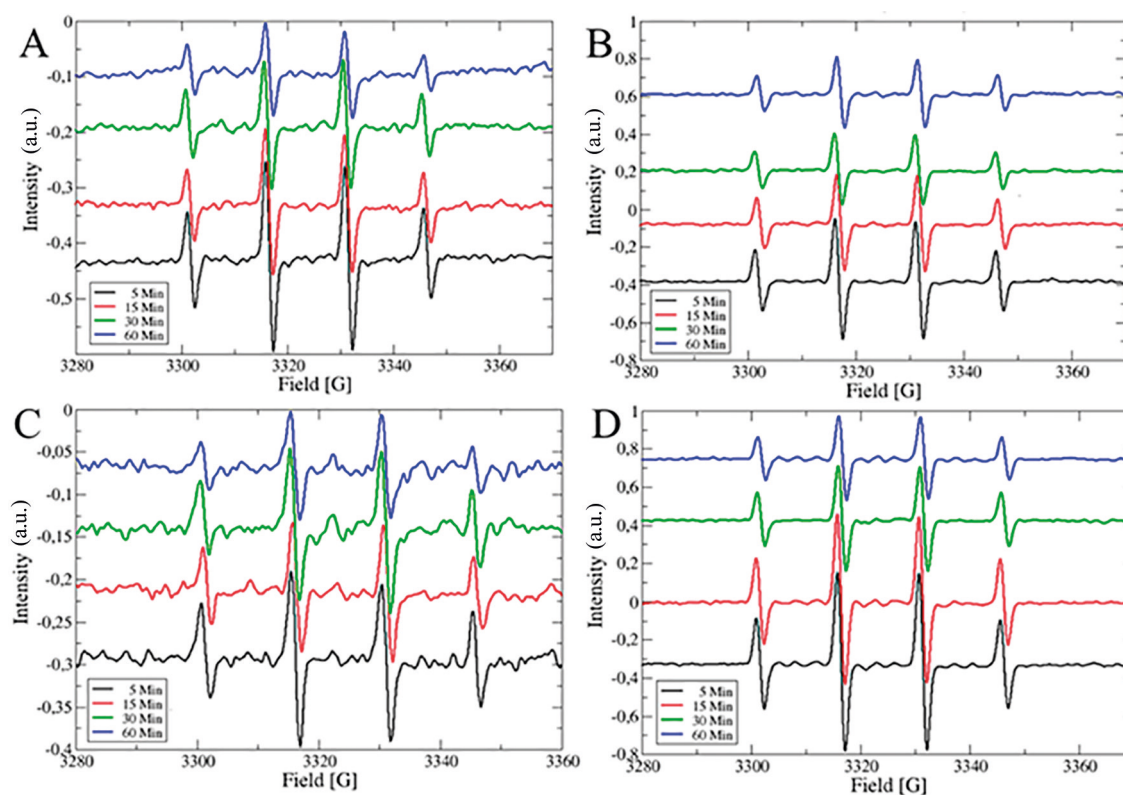 A
Intensity (a.u.)
0
-0.1
-0.2
-0.3
-0.4
-0.5
5 Min
15 Min
30 Min
60 Min
3280
3300
3320
3340
3360
Field [G]
B
Intensity (a.u.)
1
0.8
0.6
0.4
0.2
0
-0.2
-0.4
-0.6
-0.8
5 Min
15 Min
30 Min
60 Min
3280
3300
3320
3340
3360
Field [G]
C
Intensity (a.u.)
0
-0.05
-0.1
-0.15
-0.2
-0.25
-0.3
-0.35
-0.4
5 Min
15 Min
30 Min
60 Min
3280
3300
3320
3340
3360
Field [G]
D
Intensity (a.u.)
1
0.8
0.6
0.4
0.2
0
-0.2
-0.4
-0.6
-0.8
5 Min
15 Min
30 Min
60 Min
3280
3300
3320
3340
3360
Field [G]